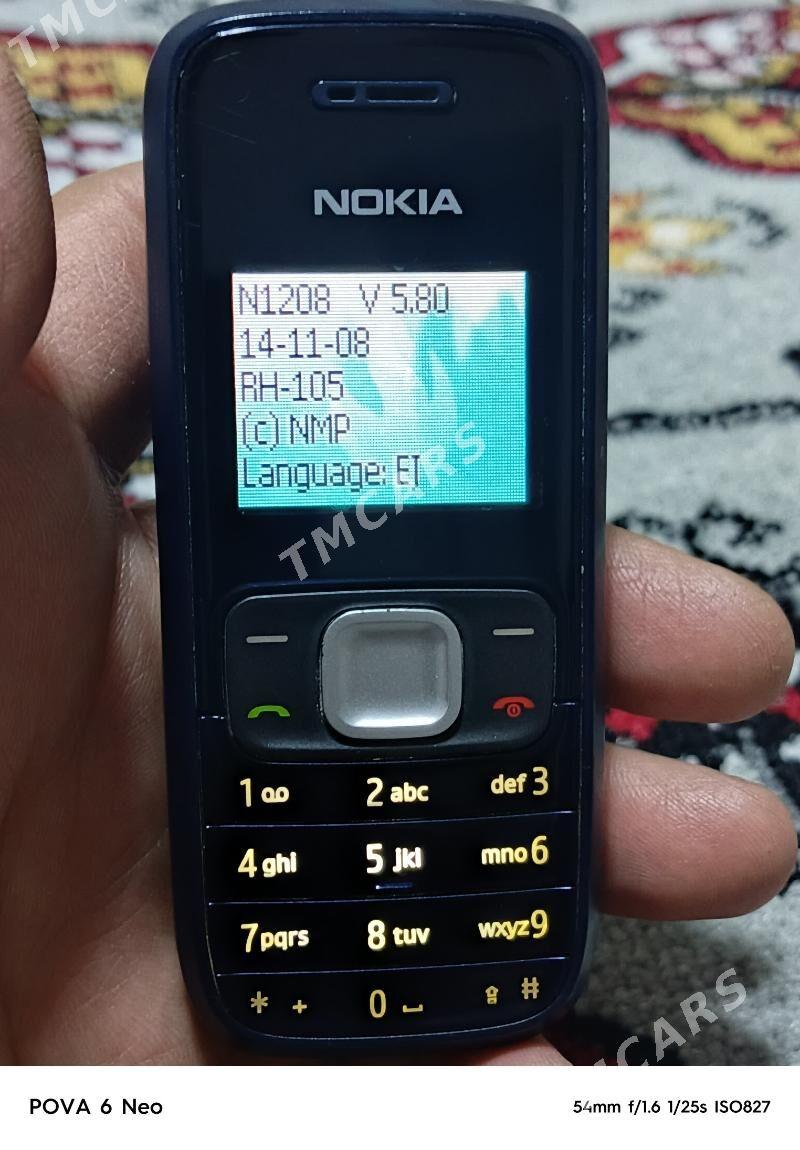 TMC
NOKIA
N1208 V 5.80
14-11-08
RH-105
(c) NMP
Language: EI
TMCARS
1
2 abc
def 3
4 ghi
5 jkl
mno 6
7 pqrs
8 tuv
wxyz 9
* +
0
#
CARS
POVA 6 Neo
54mm f/1.6 1/25s ISO827